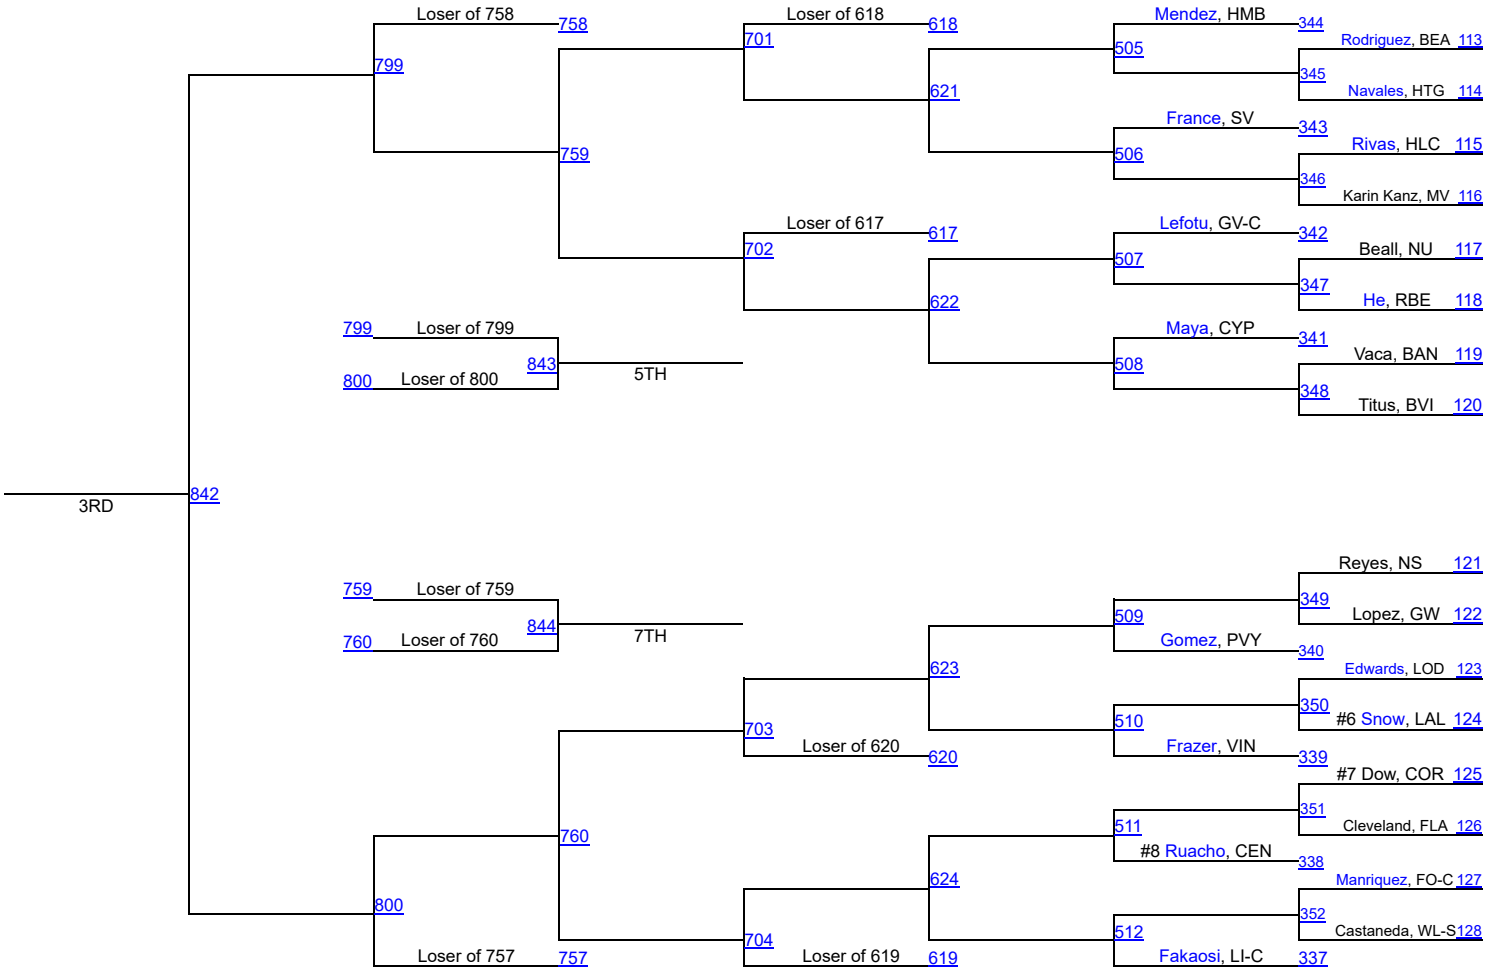 Loser of 758 758 Loser of 618 618 Mendez, HMB 344
701 Rodriguez, BEA 113
505
799 345
621 Navales, HTG 114
France, SV 343
759 506 Rivas, HLC 115
346
Karin Kanz, MV 116
Loser of 617 617 Lefotu, GV-C 342
702 507 Beall, NU 117
347
622 He, RBE 118
799 Loser of 799 Maya, CYP 341
843 5TH 508 Vaca, BAN 119
800 Loser of 800 348
Titus, BVI 120
842
3RD
Reyes, NS 121
759 Loser of 759 349
844 7TH 509 Lopez, GW 122
760 Loser of 760 Gomez, PVY 340
623 Edwards, LOD 123
350
703 510 #6 Snow, LAL 124
Loser of 620 620 Frazer, VIN 339
#7 Dow, COR 125
351
760 511 Cleveland, FLA 126
#8 Ruacho, CEN 338
624 Manriquez, FO-C 127
800 352
704 512 Castaneda, WL-S 128
Loser of 757 757 Loser of 619 619 Fakaosi, LI-C 337